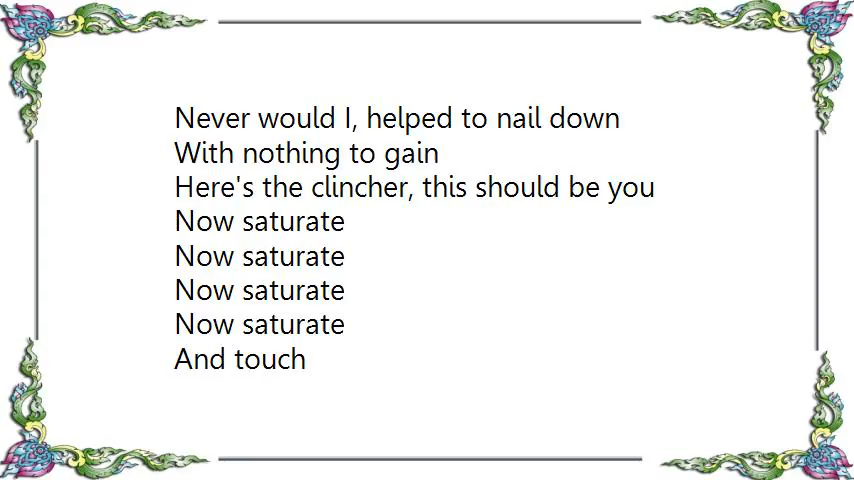 Never would I, helped to nail down
With nothing to gain
Here's the clincher, this should be you
Now saturate
Now saturate
Now saturate
Now saturate
And touch